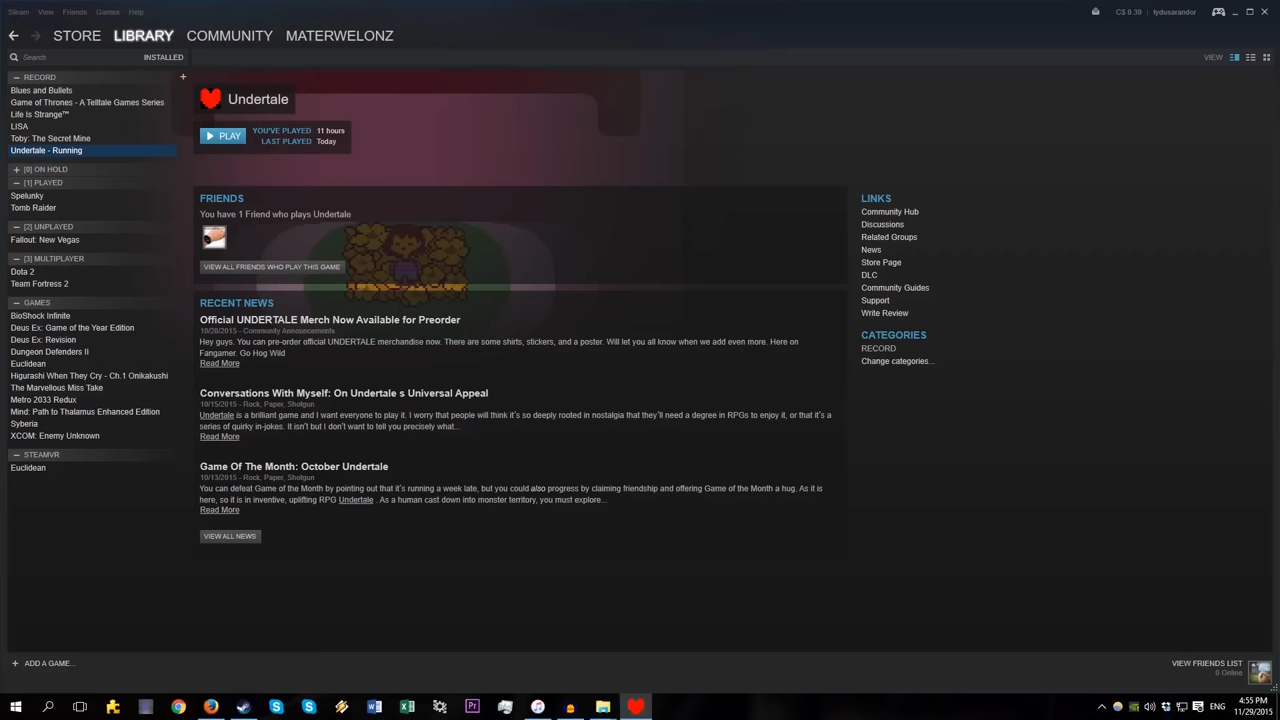 Steam View Friends Games Help
C$ 0.39 tydusarandor
STORE LIBRARY COMMUNITY MATERWELONZ
Search INSTALLED
VIEW
— RECORD +
Blues and Bullets
Game of Thrones - A Telltale Games Series
Life Is Strange™
LISA
Toby: The Secret Mine
Undertale - Running
+ [0] ON HOLD
— [1] PLAYED
Spelunky
Tomb Raider
— [2] UNPLAYED
Fallout: New Vegas
— [3] MULTIPLAYER
Dota 2
Team Fortress 2
— GAMES
BioShock Infinite
Deus Ex: Game of the Year Edition
Deus Ex: Revision
Dungeon Defenders II
Euclidean
Higurashi When They Cry - Ch.1 Onikakushi
The Marvellous Miss Take
Metro 2033 Redux
Mind: Path to Thalamus Enhanced Edition
Syberia
XCOM: Enemy Unknown
— STEAMVR
Euclidean
Undertale
PLAY
YOU'VE PLAYED 11 hours
LAST PLAYED Today
FRIENDS
You have 1 Friend who plays Undertale
VIEW ALL FRIENDS WHO PLAY THIS GAME
RECENT NEWS
Official UNDERTALE Merch Now Available for Preorder
10/20/2015 - Community Announcements
Hey guys. You can pre-order official UNDERTALE merchandise now. There are some shirts, stickers, and a poster. Will let you all know when we add even more. Here on
Fangamer. Go Hog Wild
Read More
Conversations With Myself: On Undertale s Universal Appeal
10/15/2015 - Rock, Paper, Shotgun
Undertale is a brilliant game and I want everyone to play it. I worry that people will think it's so deeply rooted in nostalgia that they'll need a degree in RPGs to enjoy it, or that it's a
series of quirky in-jokes. It isn't but I don't want to tell you precisely what...
Read More
Game Of The Month: October Undertale
10/13/2015 - Rock, Paper, Shotgun
You can defeat Game of the Month by pointing out that it's running a week late, but you could also progress by claiming friendship and offering Game of the Month a hug. As it is
here, so it is in inventive, uplifting RPG Undertale . As a human cast down into monster territory, you must explore...
Read More
VIEW ALL NEWS
LINKS
Community Hub
Discussions
Related Groups
News
Store Page
DLC
Community Guides
Support
Write Review
CATEGORIES
RECORD
Change categories...
+ ADD A GAME...
VIEW FRIENDS LIST
0 Online
ENG
4:55 PM
11/29/2015